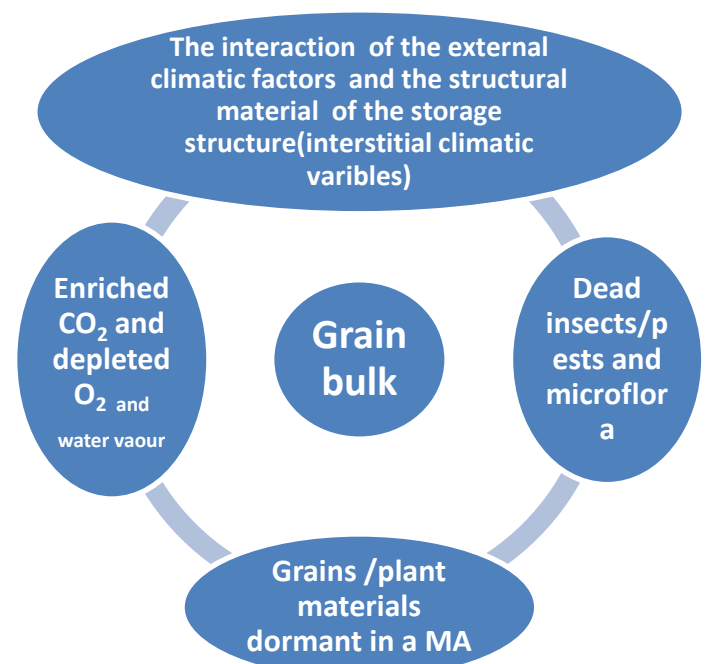 The interaction of the external
climatic factors and the structural
material of the storage
structure(interstitial climatic
varibles)
Enriched
CO₂ and
depleted
O₂ and
water vaour
Grain
bulk
Dead
insects/p
ests and
microflor
a
Grains /plant
materials
dormant in a MA